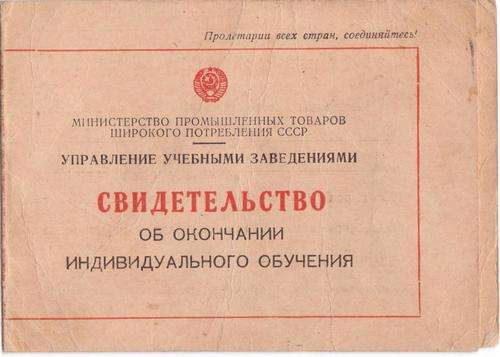 Пролетарии всех стран, соединяйтесь!
МИНИСТЕРСТВО ПРОМЫШЛЕННЫХ ТОВАРОВ
ШИРОКОГО ПОТРЕБЛЕНИЯ СССР
УПРАВЛЕНИЕ УЧЕБНЫМИ ЗАВЕДЕНИЯМИ
СВИДЕТЕЛЬСТВО
ОБ ОКОНЧАНИИ
ИНДИВИДУАЛЬНОГО ОБУЧЕНИЯ